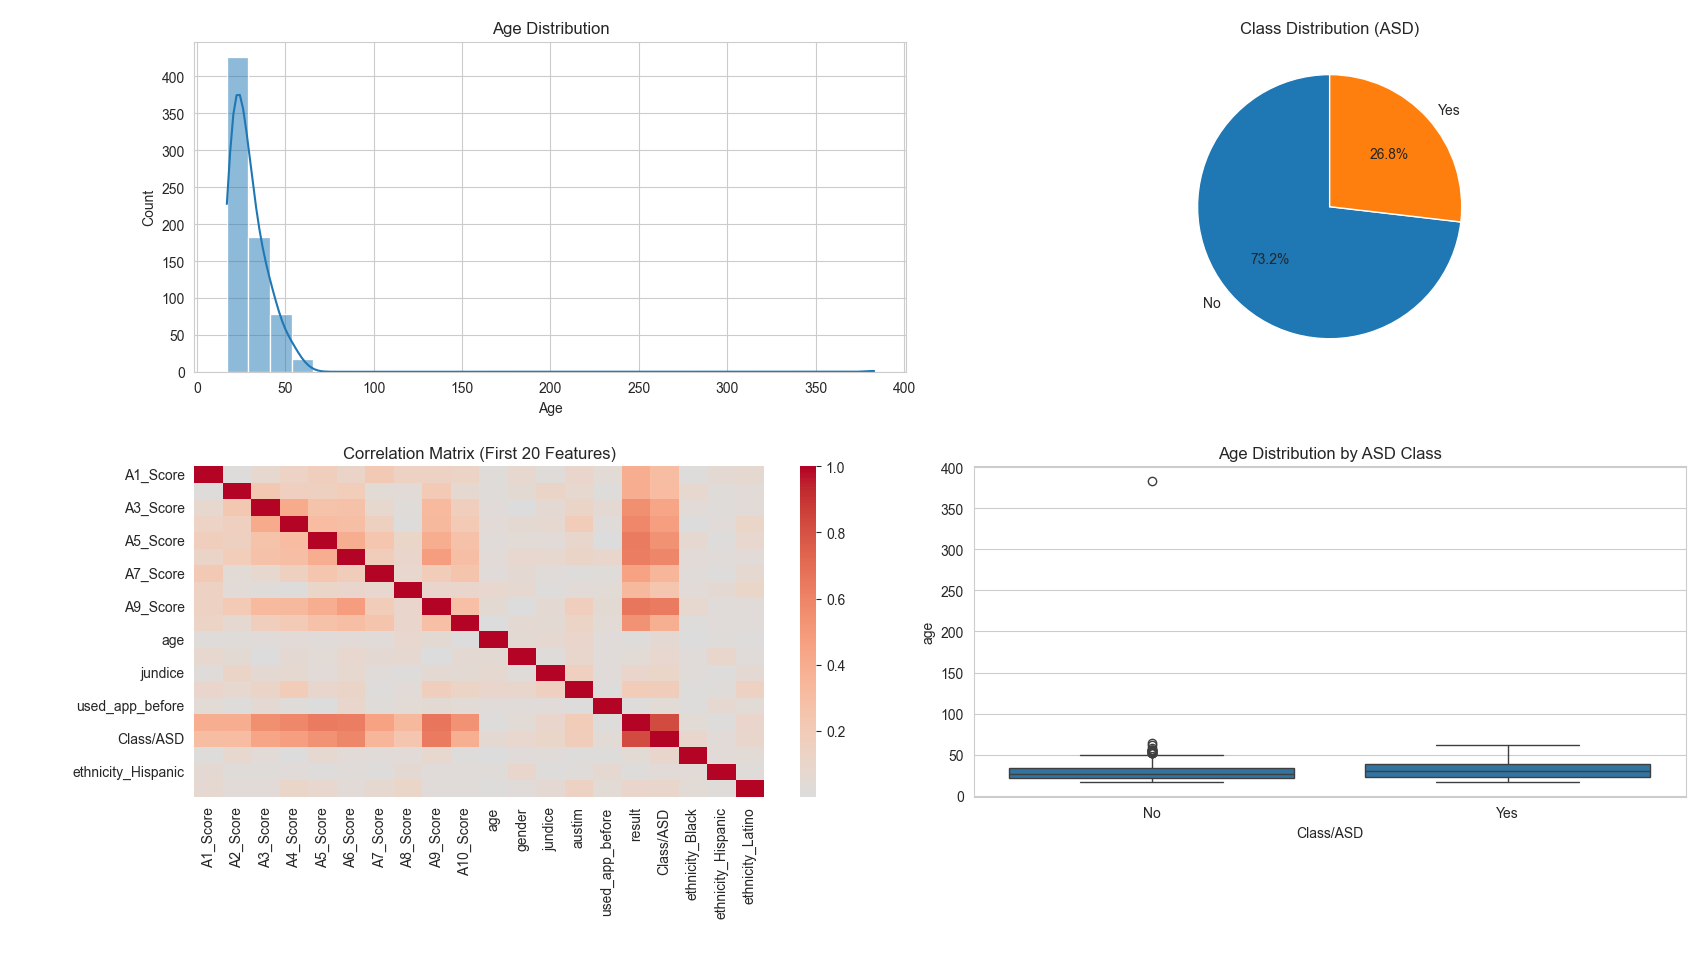 Age Distribution
Count
400
350
300
250
200
150
100
50
0
0 50 100 150 200 250 300 350 400
Age
Class Distribution (ASD)
Yes
26.8%
73.2%
No
Correlation Matrix (First 20 Features)
A1_Score
A3_Score
A5_Score
A7_Score
A9_Score
age
jundice
used_app_before
Class/ASD
ethnicity_Hispanic
A1_Score
A2_Score
A3_Score
A4_Score
A5_Score
A6_Score
A7_Score
A8_Score
A9_Score
A10_Score
age
gender
jundice
austim
used_app_before
result
Class/ASD
ethnicity_Black
ethnicity_Hispanic
ethnicity_Latino
1.0
0.8
0.6
0.4
0.2
Age Distribution by ASD Class
age
400
350
300
250
200
150
100
50
0
No Yes
Class/ASD